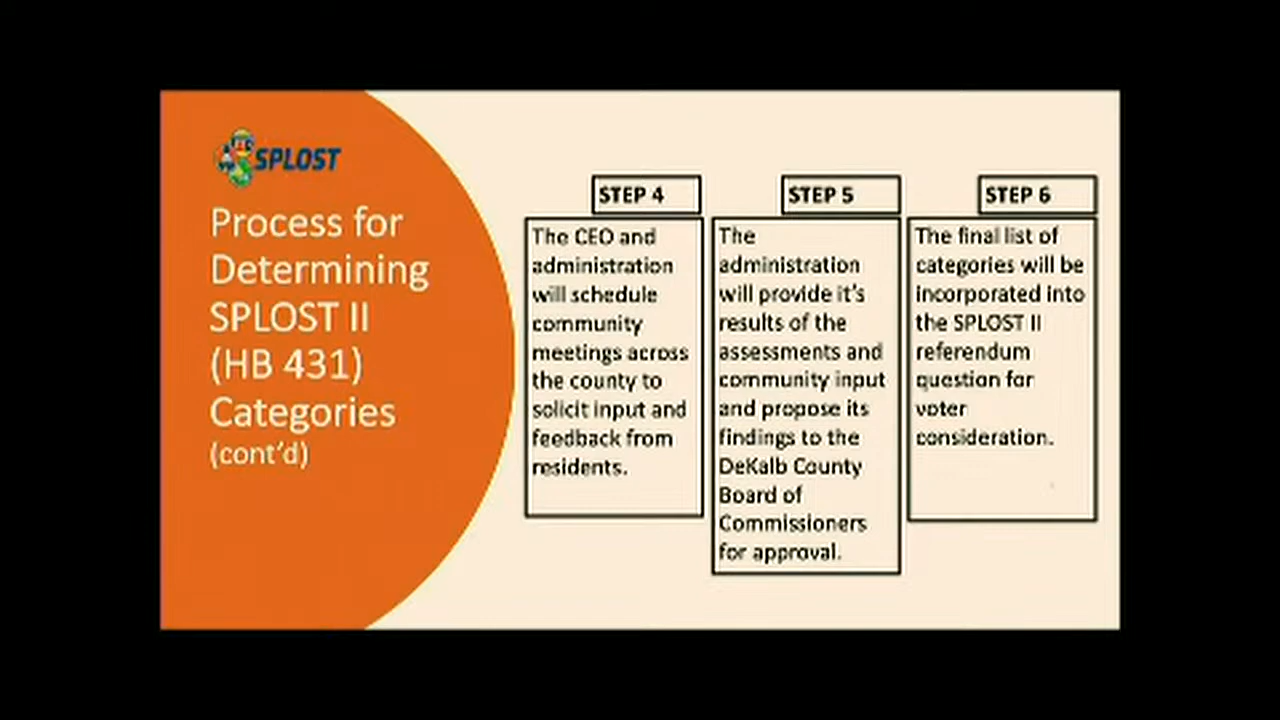 SPLOST
Process for
Determining
SPLOST II
(HB 431)
Categories
(cont'd)
STEP 4
The CEO and
administration
will schedule
community
meetings across
the county to
solicit input and
feedback from
residents.
STEP 5
The
administration
will provide it's
results of the
assessments and
community input
and propose its
findings to the
DeKalb County
Board of
Commissioners
for approval.
STEP 6
The final list of
categories will be
incorporated into
the SPLOST II
referendum
question for
voter
consideration.